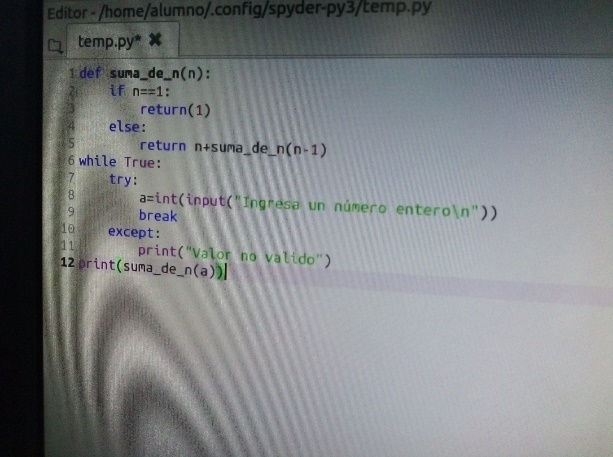 Editor - /home/alumno/.config/spyder-py3/temp.py
temp.py* ✖
1 def suma_de_n(n):
2 if n==1:
3 return(1)
4 else:
5 return n+suma_de_n(n-1)
6 while True:
7 try:
8 a=int(input("Ingresa un número entero\n"))
9 break
10 except:
11 print("Valor no valido")
12 print(suma_de_n(a))